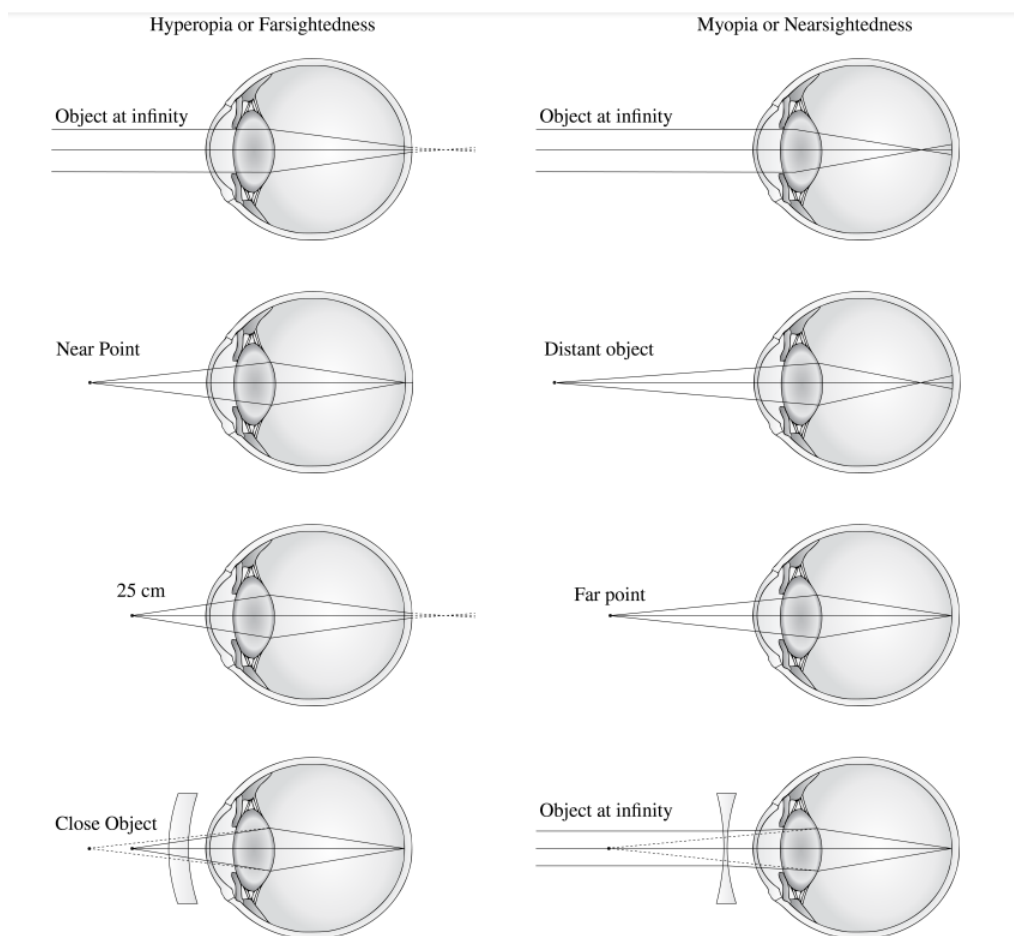 Hyperopia or Farsightedness
Myopia or Nearsightedness
Object at infinity
Object at infinity
Near Point
Distant object
25 cm
Far point
Close Object
Object at infinity